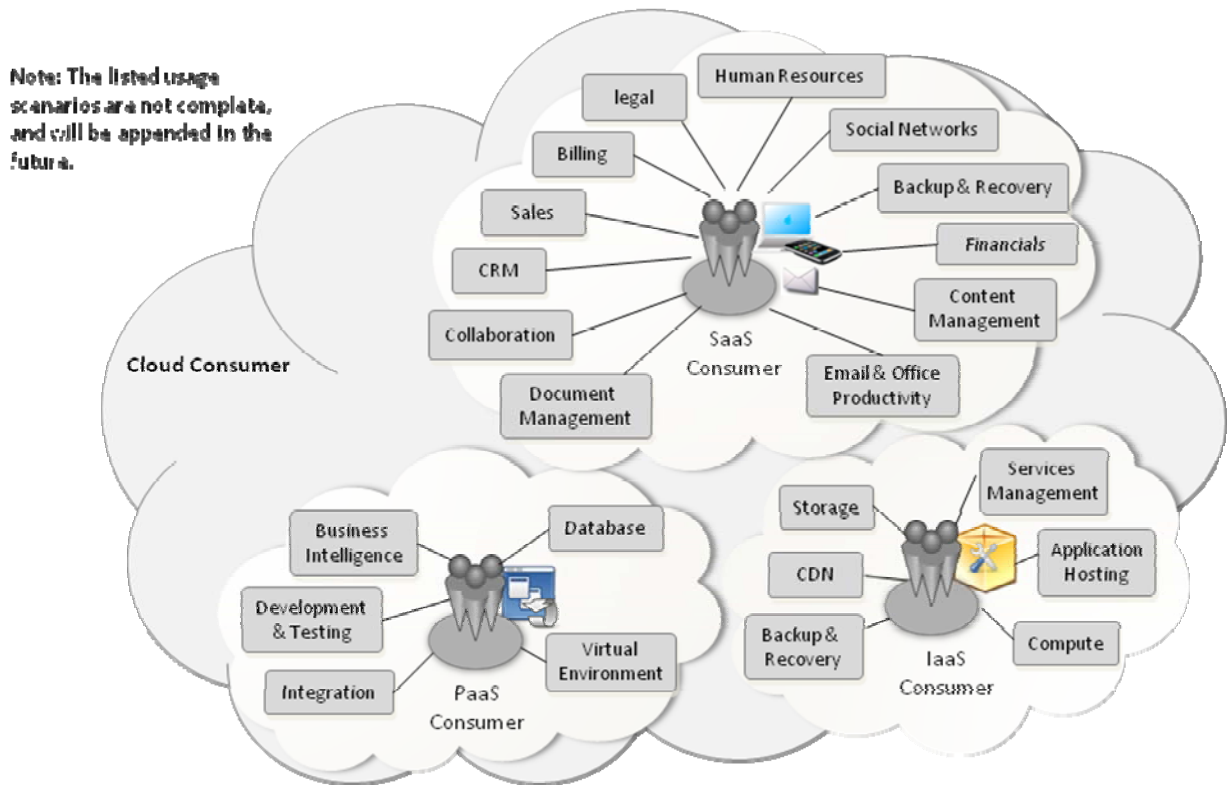 Note: The listed usage
scenarios are not complete,
and will be appended in the
future.
Human Resources
legal
Social Networks
Billing
Backup & Recovery
Sales
Financials
CRM
Content
Management
Collaboration
SaaS
Consumer
Cloud Consumer
Email & Office
Productivity
Document
Management
Services
Management
Storage
Business
Intelligence
Database
Application
Hosting
CDN
Development
& Testing
Backup &
Recovery
Compute
Virtual
Environment
IaaS
Consumer
Integration
PaaS
Consumer